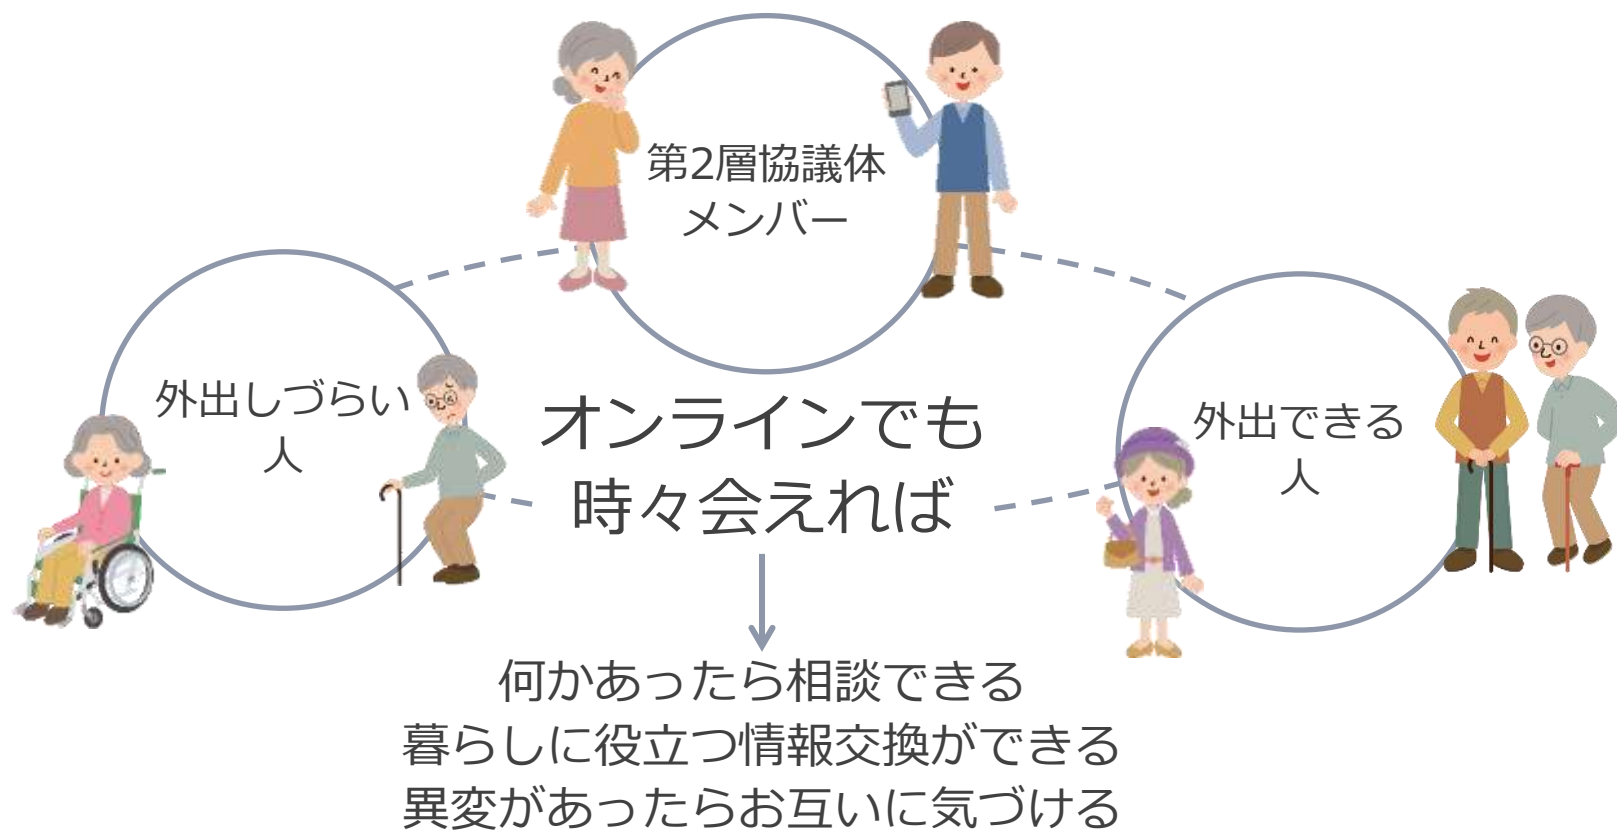 第2層協議体
メンバー
外出しづらい
人
オンラインでも
時々会えれば
外出できる
人
何かあったら相談できる
暮らしに役立つ情報交換ができる
異変があったらお互いに気づける